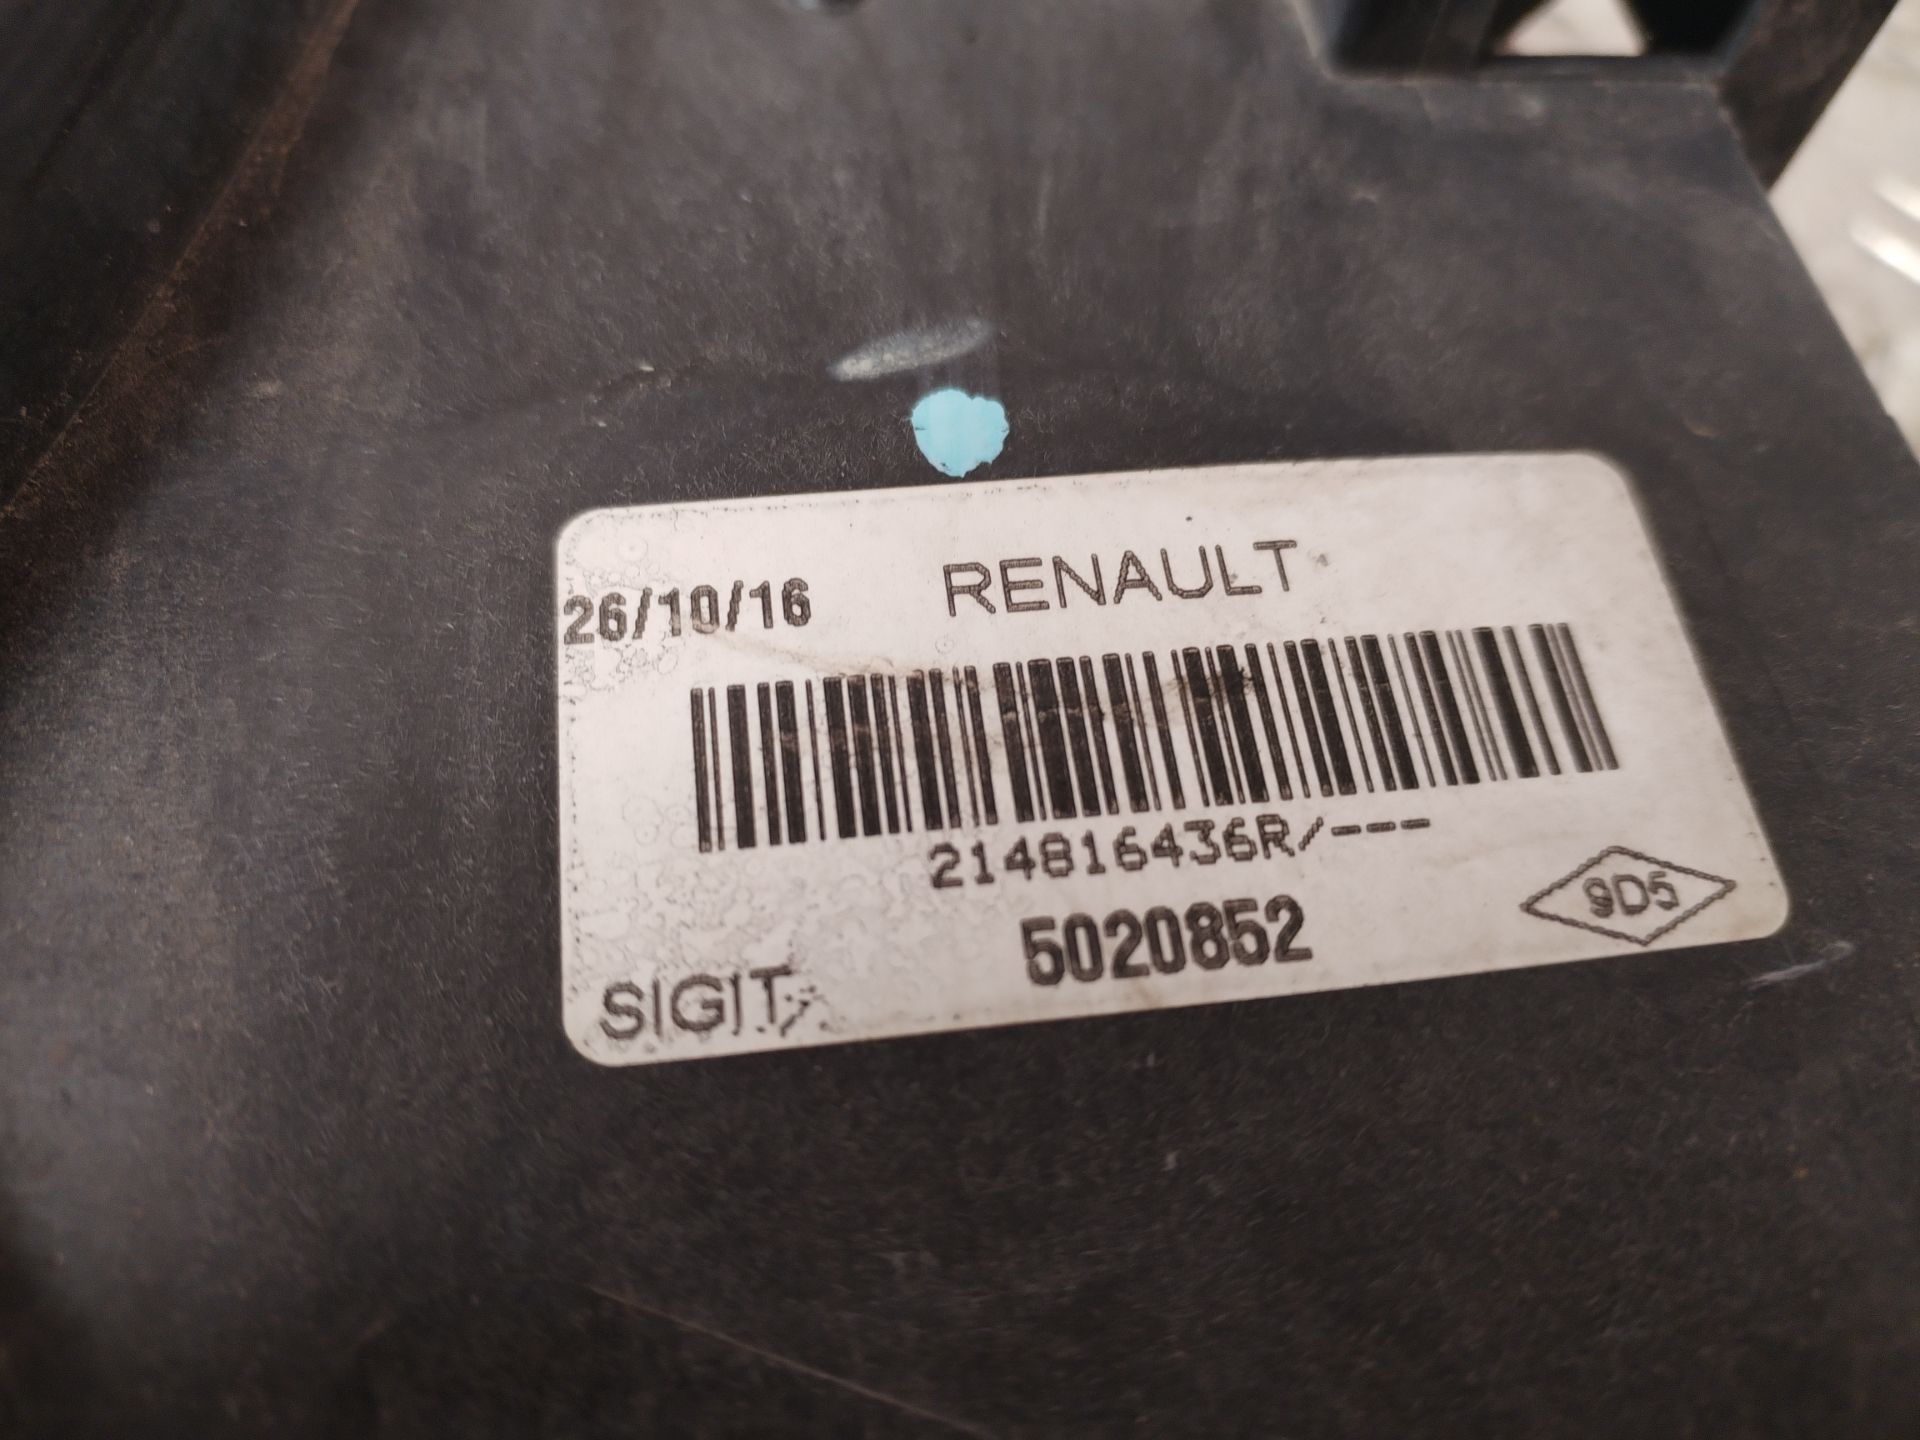 26/10/16 RENAULT
214816436R/---
5020852
9D5
SIGIT